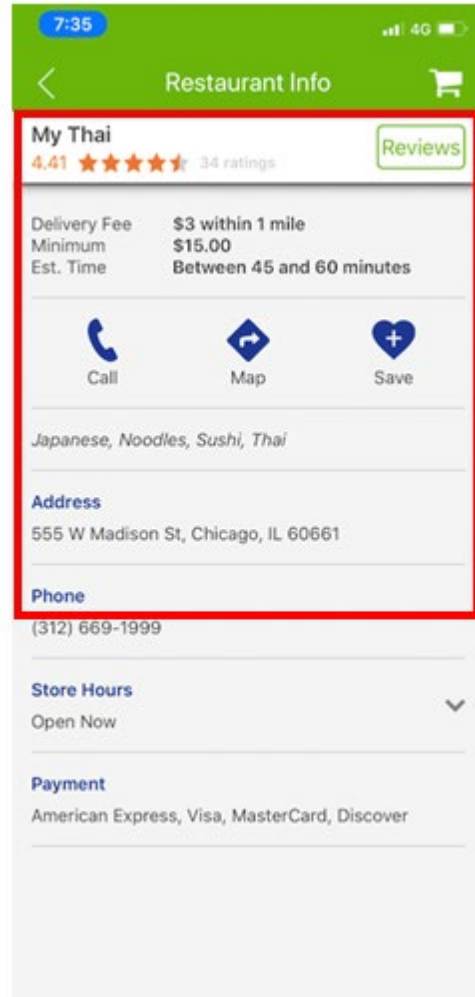 7:35 4G
Restaurant Info
My Thai
4.41 34 ratings Reviews
Delivery Fee $3 within 1 mile
Minimum $15.00
Est. Time Between 45 and 60 minutes
Call Map Save
Japanese, Noodles, Sushi, Thai
Address
555 W Madison St, Chicago, IL 60661
Phone
(312) 669-1999
Store Hours
Open Now
Payment
American Express, Visa, MasterCard, Discover